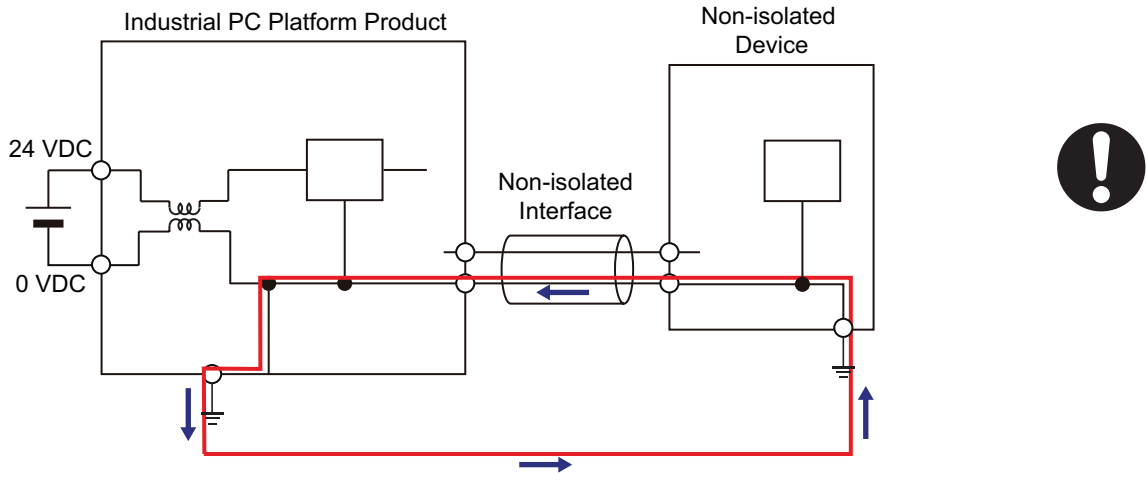 Industrial PC Platform Product
Non-isolated
Device
24 VDC
Non-isolated
Interface
0 VDC